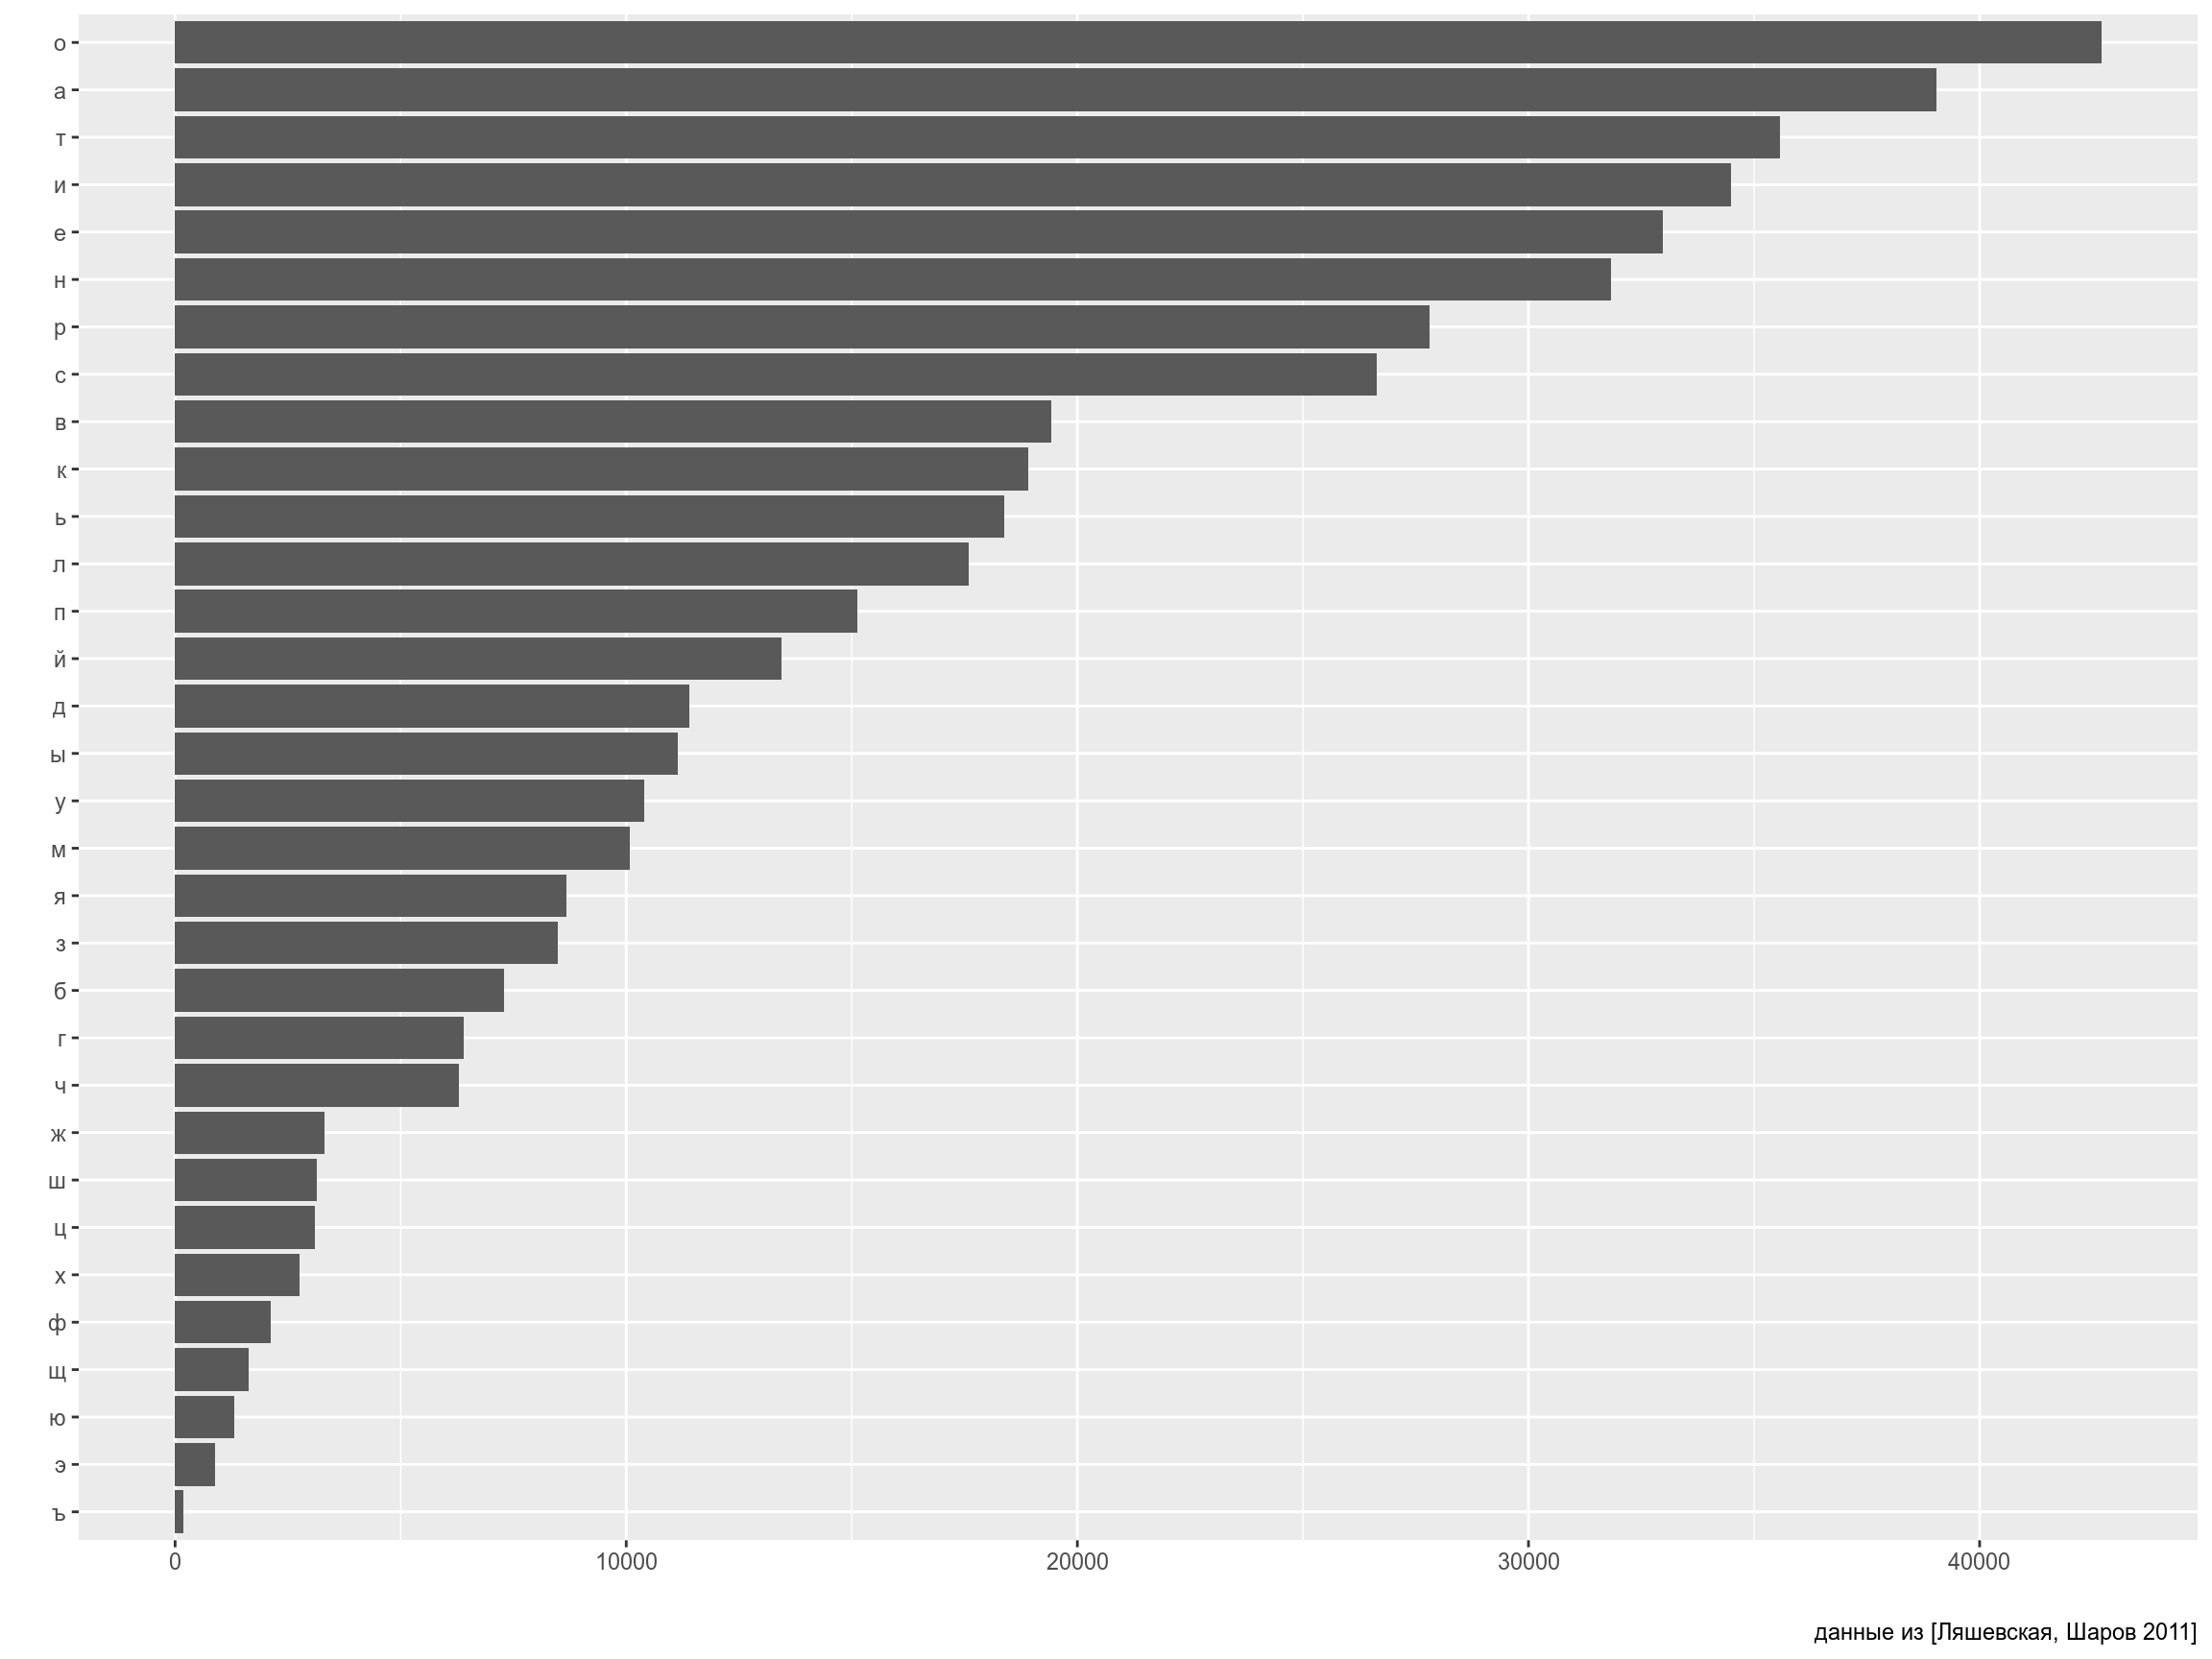 о
а
т
и
е
н
р
с
в
к
ь
л
п
й
д
ы
у
м
я
з
б
г
ч
ж
ш
ц
х
ф
щ
ю
э
ъ
0 10000 20000 30000 40000
данные из [Ляшевская, Шаров 2011]